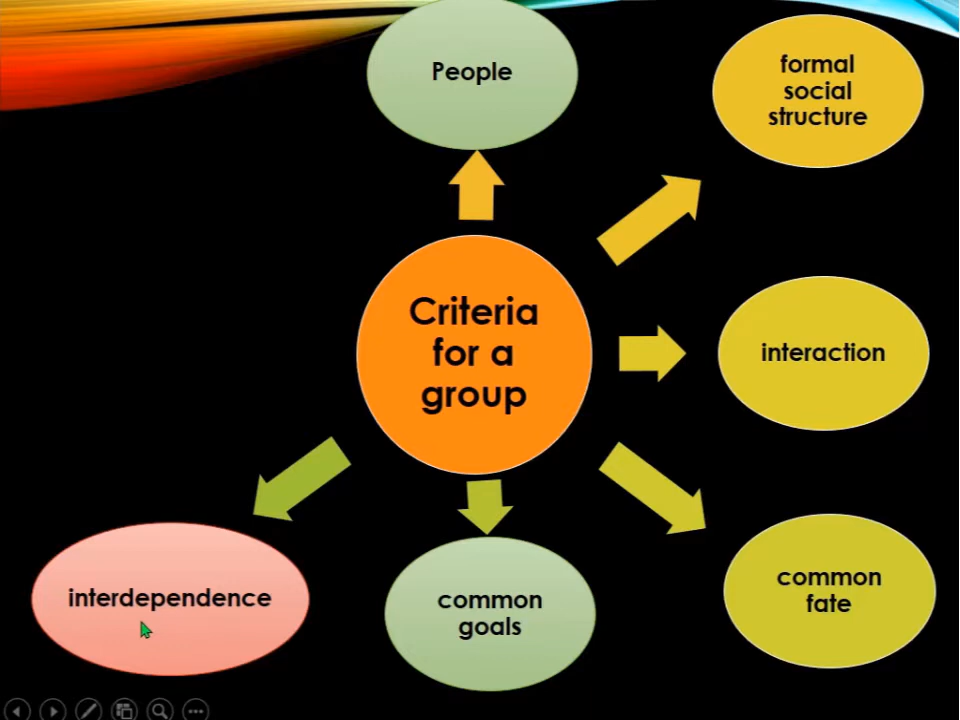 People
formal
social
structure
Criteria
for a
group
interaction
interdependence
common
goals
common
fate